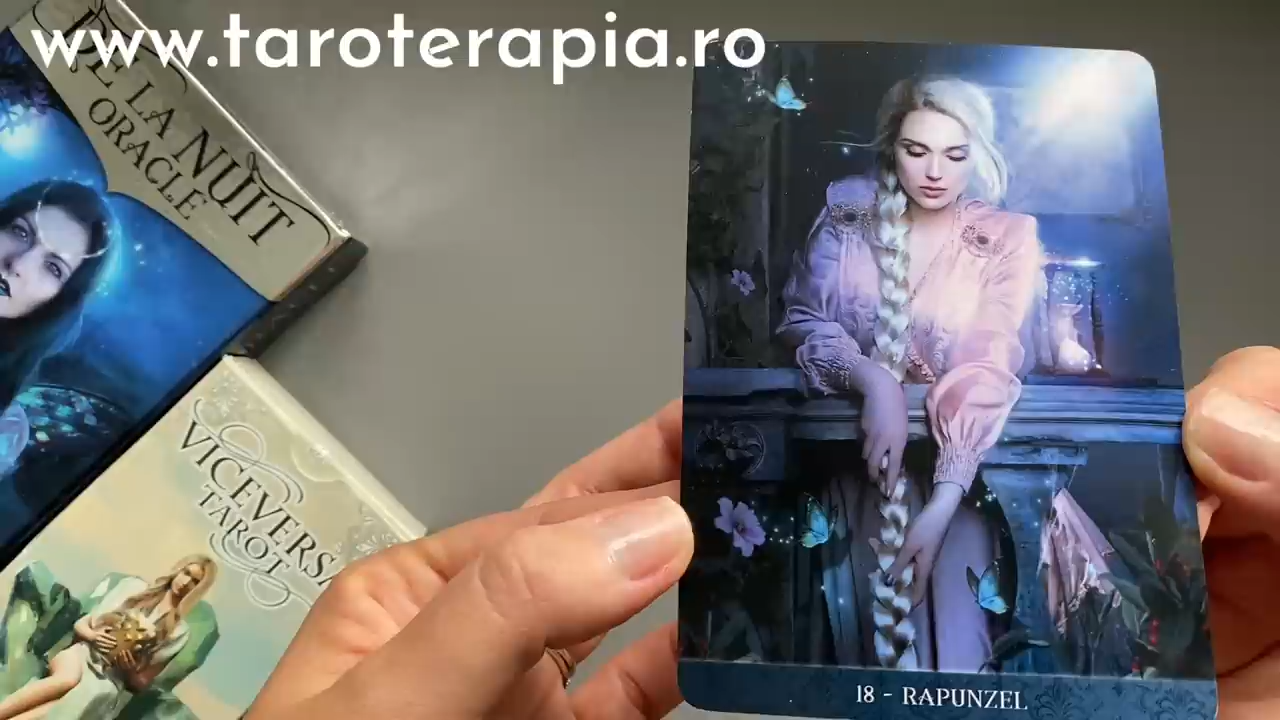 www.taroterapia.ro
DE LA NUIT
ORACLE
VICEVERSA
TAROT
18 - RAPUNZEL